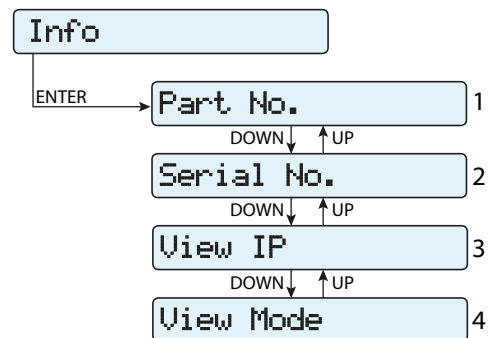 Info
ENTER
Part No. 1
DOWN UP
Serial No. 2
DOWN UP
View IP 3
DOWN UP
View Mode 4